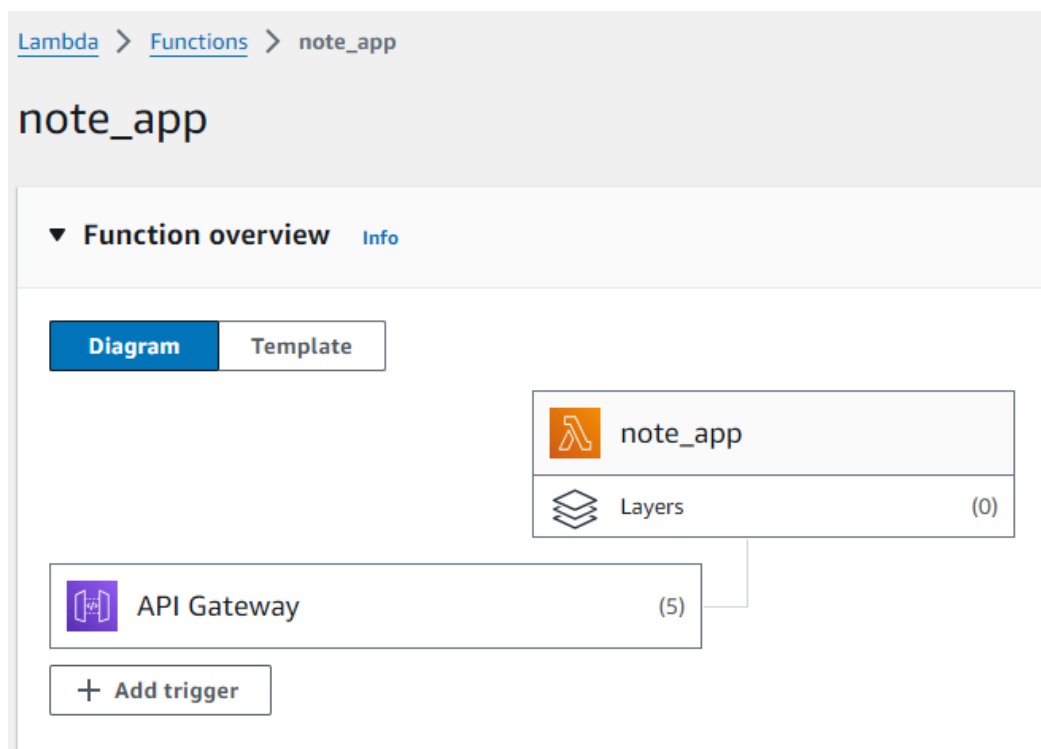 Lambda > Functions > note_app
note_app
Function overview Info
Diagram Template
note_app
Layers (0)
API Gateway (5)
+ Add trigger